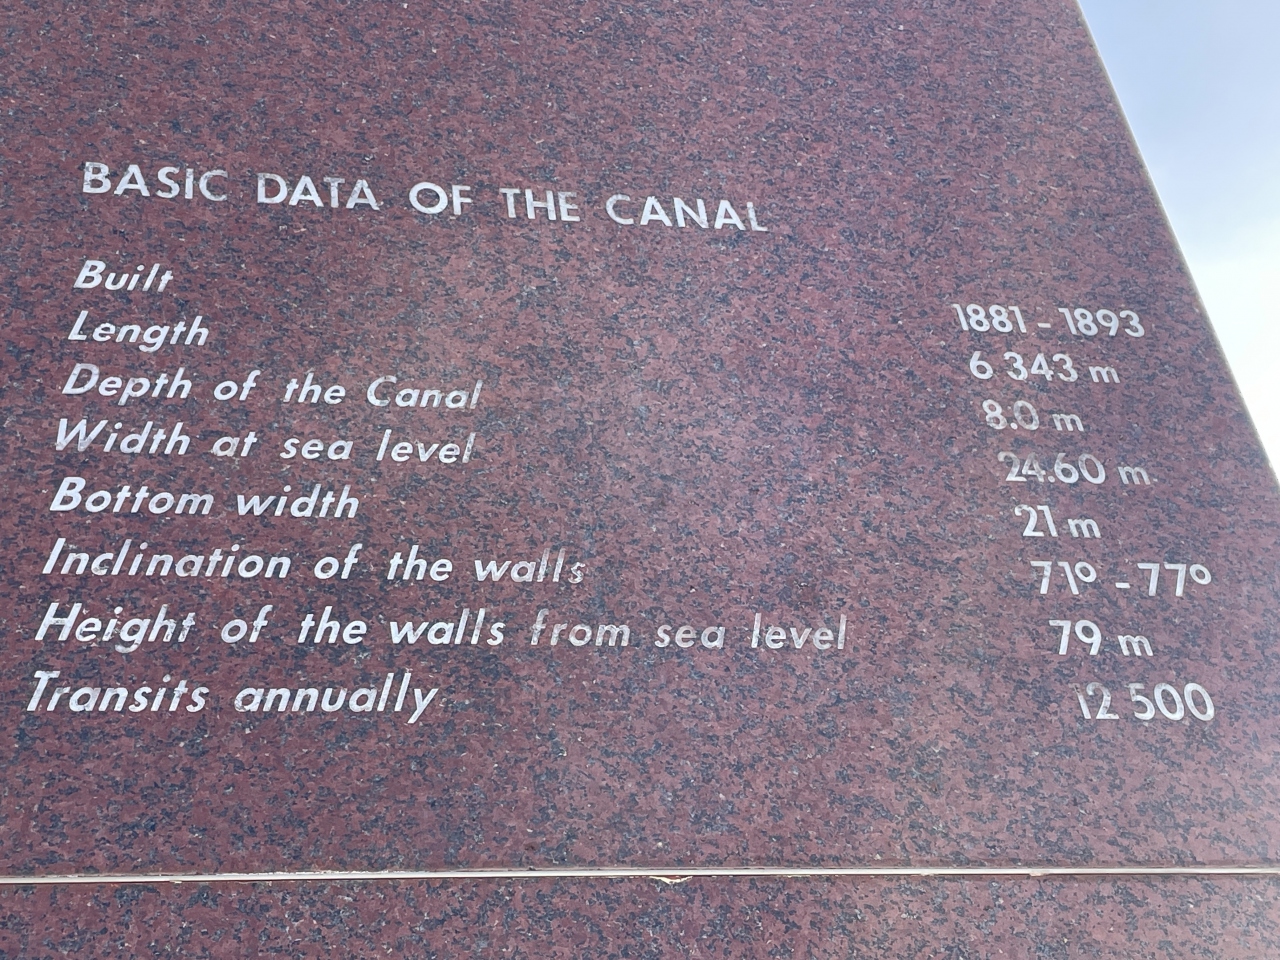 BASIC DATA OF THE CANAL
Built 1881 - 1893
Length 6 343 m
Depth of the Canal 8.0 m
Width at sea level 24.60 m.
Bottom width 21 m
Inclination of the walls 71º - 77º
Height of the walls from sea level 79 m
Transits annually 12 500